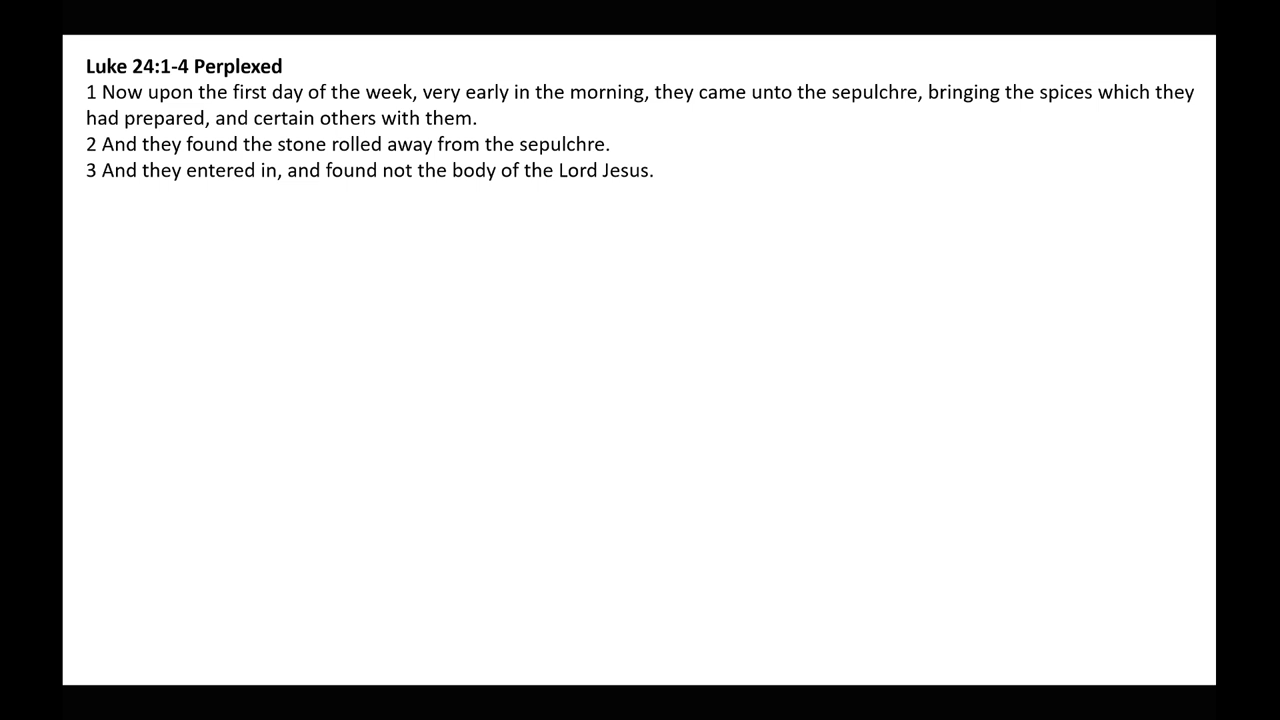 Luke 24:1-4 Perplexed
1 Now upon the first day of the week, very early in the morning, they came unto the sepulchre, bringing the spices which they
had prepared, and certain others with them.
2 And they found the stone rolled away from the sepulchre.
3 And they entered in, and found not the body of the Lord Jesus.